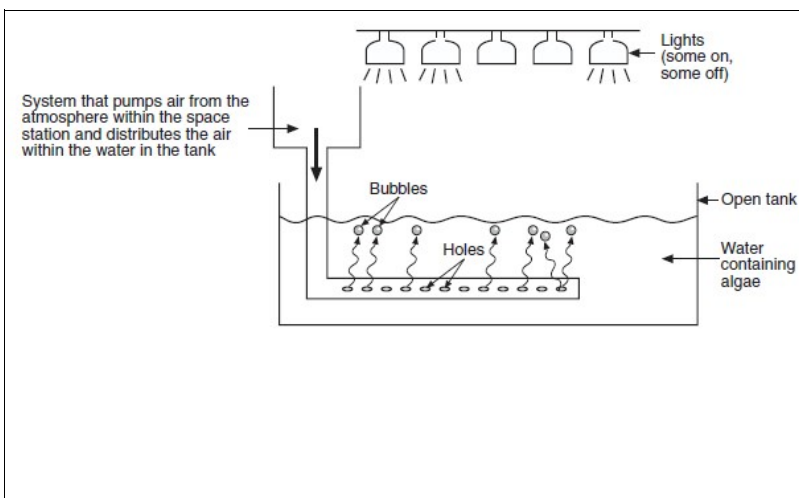 Lights
(some on,
some off)
System that pumps air from the
atmosphere within the space
station and distributes the air
within the water in the tank
Bubbles
Open tank
Holes
Water
containing
algae